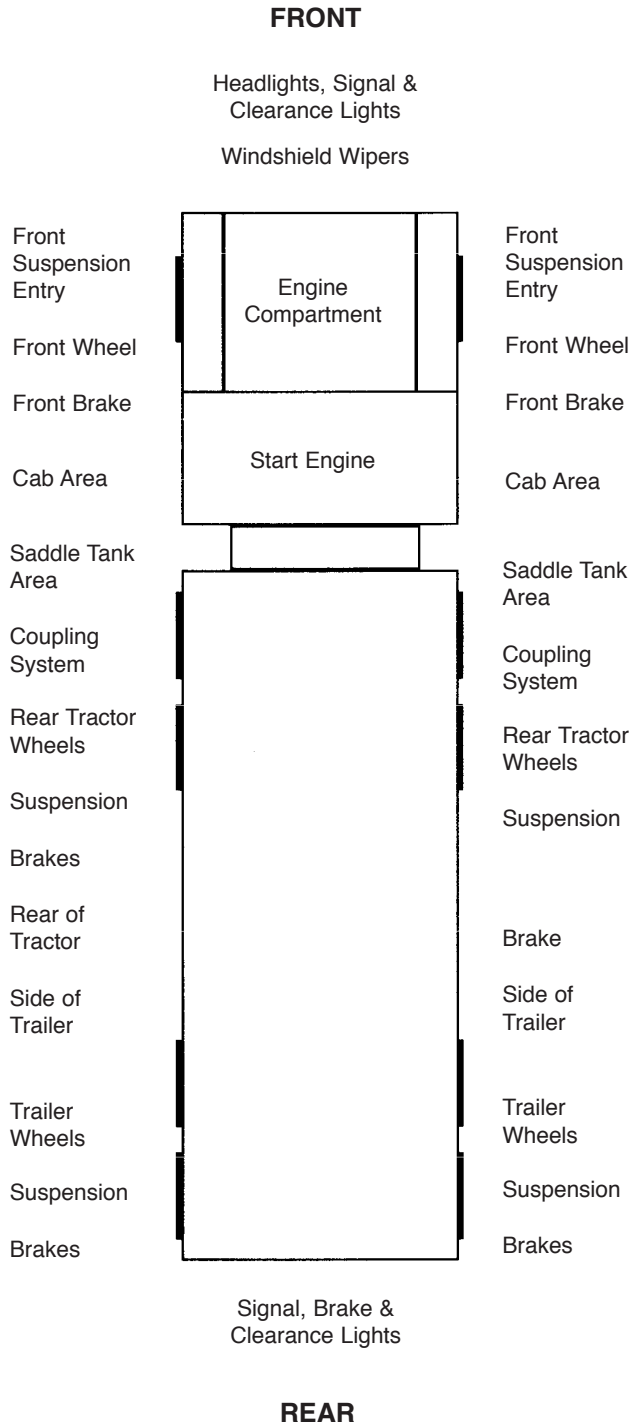 FRONT
Headlights, Signal &
Clearance Lights
Windshield Wipers
Front
Suspension
Entry
Front Wheel
Front Brake
Cab Area
Saddle Tank
Area
Coupling
System
Rear Tractor
Wheels
Suspension
Brakes
Rear of
Tractor
Side of
Trailer
Trailer
Wheels
Suspension
Brakes
Engine
Compartment
Start Engine
Front
Suspension
Entry
Front Wheel
Front Brake
Cab Area
Saddle Tank
Area
Coupling
System
Rear Tractor
Wheels
Suspension
Brake
Side of
Trailer
Trailer
Wheels
Suspension
Brakes
Signal, Brake &
Clearance Lights
REAR